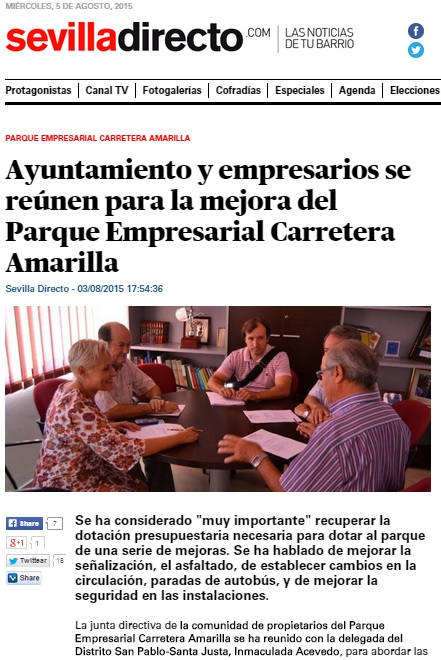 MIÉRCOLES, 5 DE AGOSTO, 2015
sevilladirecto.COM | LAS NOTICIAS
DE TU BARRIO
Protagonistas | Canal TV | Fotogalerías | Cofradías | Especiales | Agenda | Elecciones
PARQUE EMPRESARIAL CARRETERA AMARILLA
Ayuntamiento y empresarios se
reúnen para la mejora del
Parque Empresarial Carretera
Amarilla
Sevilla Directo - 03/08/2015 17:54:36
Share 7
+1 1
Twittear 18
Share
Se ha considerado "muy importante" recuperar la
dotación presupuestaria necesaria para dotar al parque
de una serie de mejoras. Se ha hablado de mejorar la
señalización, el asfaltado, de establecer cambios en la
circulación, paradas de autobús, y de mejorar la
seguridad en las instalaciones.
La junta directiva de la comunidad de propietarios del Parque
Empresarial Carretera Amarilla se ha reunido con la delegada del
Distrito San Pablo-Santa Justa, Inmaculada Acevedo, para abordar las